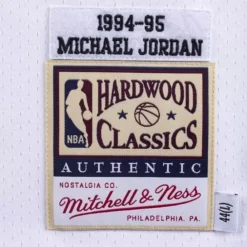 1994-95
MICHAEL JORDAN
HARDWOOD
NBA
CLASSICS
AUTHENTIC
NOSTALGIA CO.
Mitchell & Ness
PHILADELPHIA, PA.
44(L)